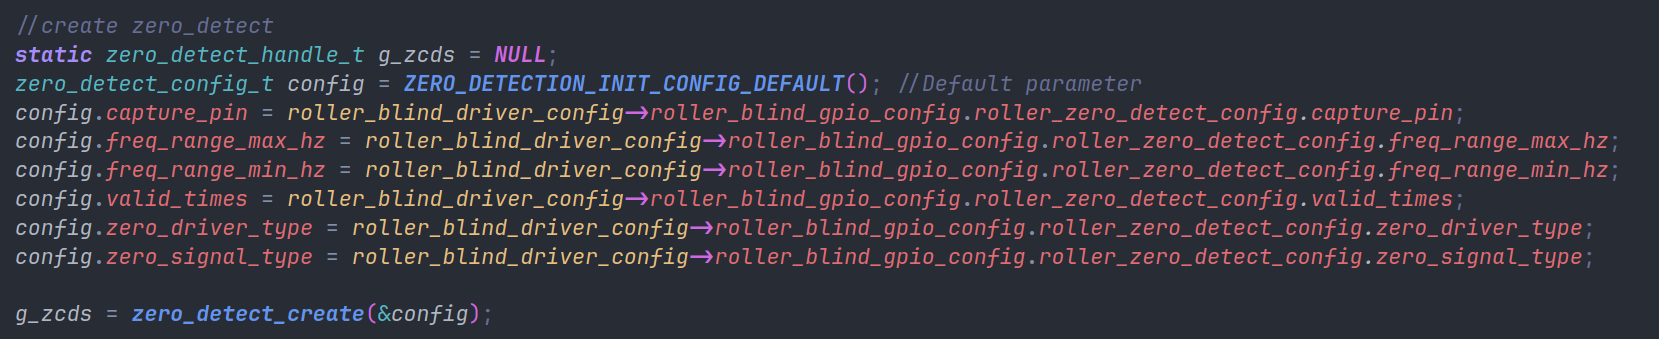 //create zero_detect
static zero_detect_handle_t g_zcds = NULL;
zero_detect_config_t config = ZERO_DETECTION_INIT_CONFIG_DEFAULT(); //Default parameter
config.capture_pin = roller_blind_driver_config->roller_blind_gpio_config.roller_zero_detect_config.capture_pin;
config.freq_range_max_hz = roller_blind_driver_config->roller_blind_gpio_config.roller_zero_detect_config.freq_range_max_hz;
config.freq_range_min_hz = roller_blind_driver_config->roller_blind_gpio_config.roller_zero_detect_config.freq_range_min_hz;
config.valid_times = roller_blind_driver_config->roller_blind_gpio_config.roller_zero_detect_config.valid_times;
config.zero_driver_type = roller_blind_driver_config->roller_blind_gpio_config.roller_zero_detect_config.zero_driver_type;
config.zero_signal_type = roller_blind_driver_config->roller_blind_gpio_config.roller_zero_detect_config.zero_signal_type;
g_zcds = zero_detect_create(&config);